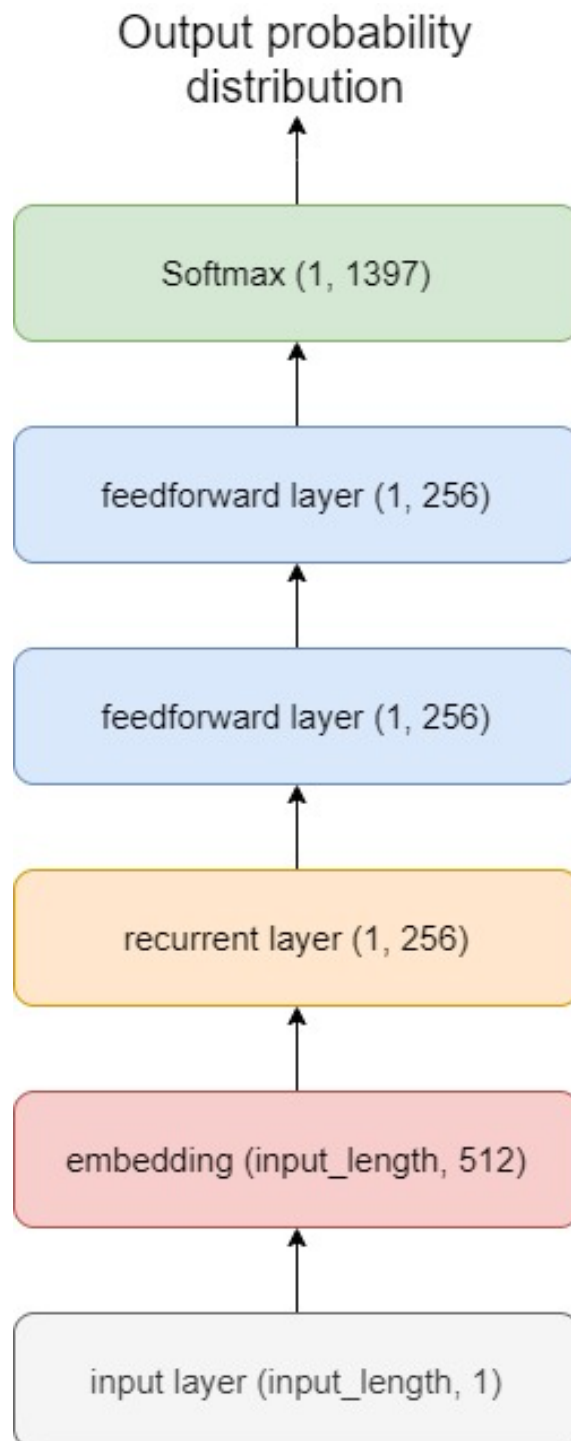 Output probability
distribution
Softmax (1, 1397)
feedforward layer (1, 256)
feedforward layer (1, 256)
recurrent layer (1, 256)
embedding (input_length, 512)
input layer (input_length, 1)